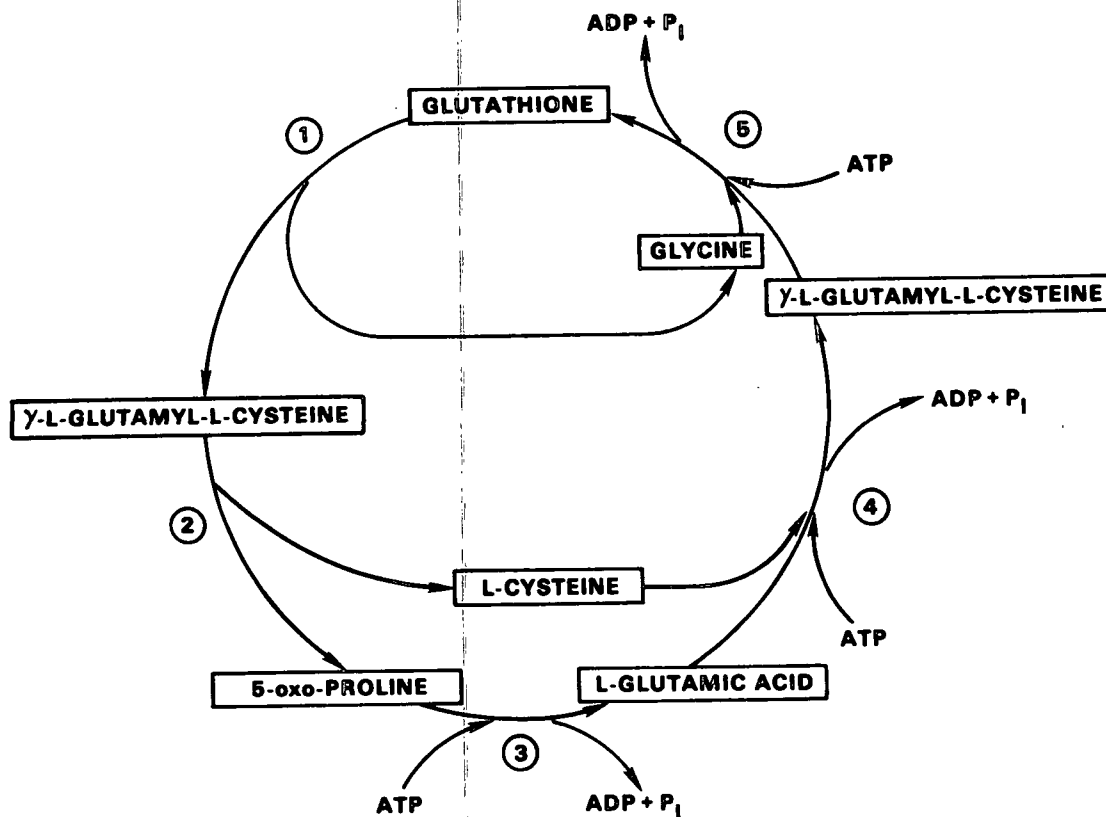 ADP + Pi
GLUTATHIONE
1
5
ATP
GLYCINE
γ-L-GLUTAMYL-L-CYSTEINE
γ-L-GLUTAMYL-L-CYSTEINE
ADP + Pi
2
4
L-CYSTEINE
ATP
5-oxo-PROLINE
L-GLUTAMIC ACID
3
ATP
ADP + Pi